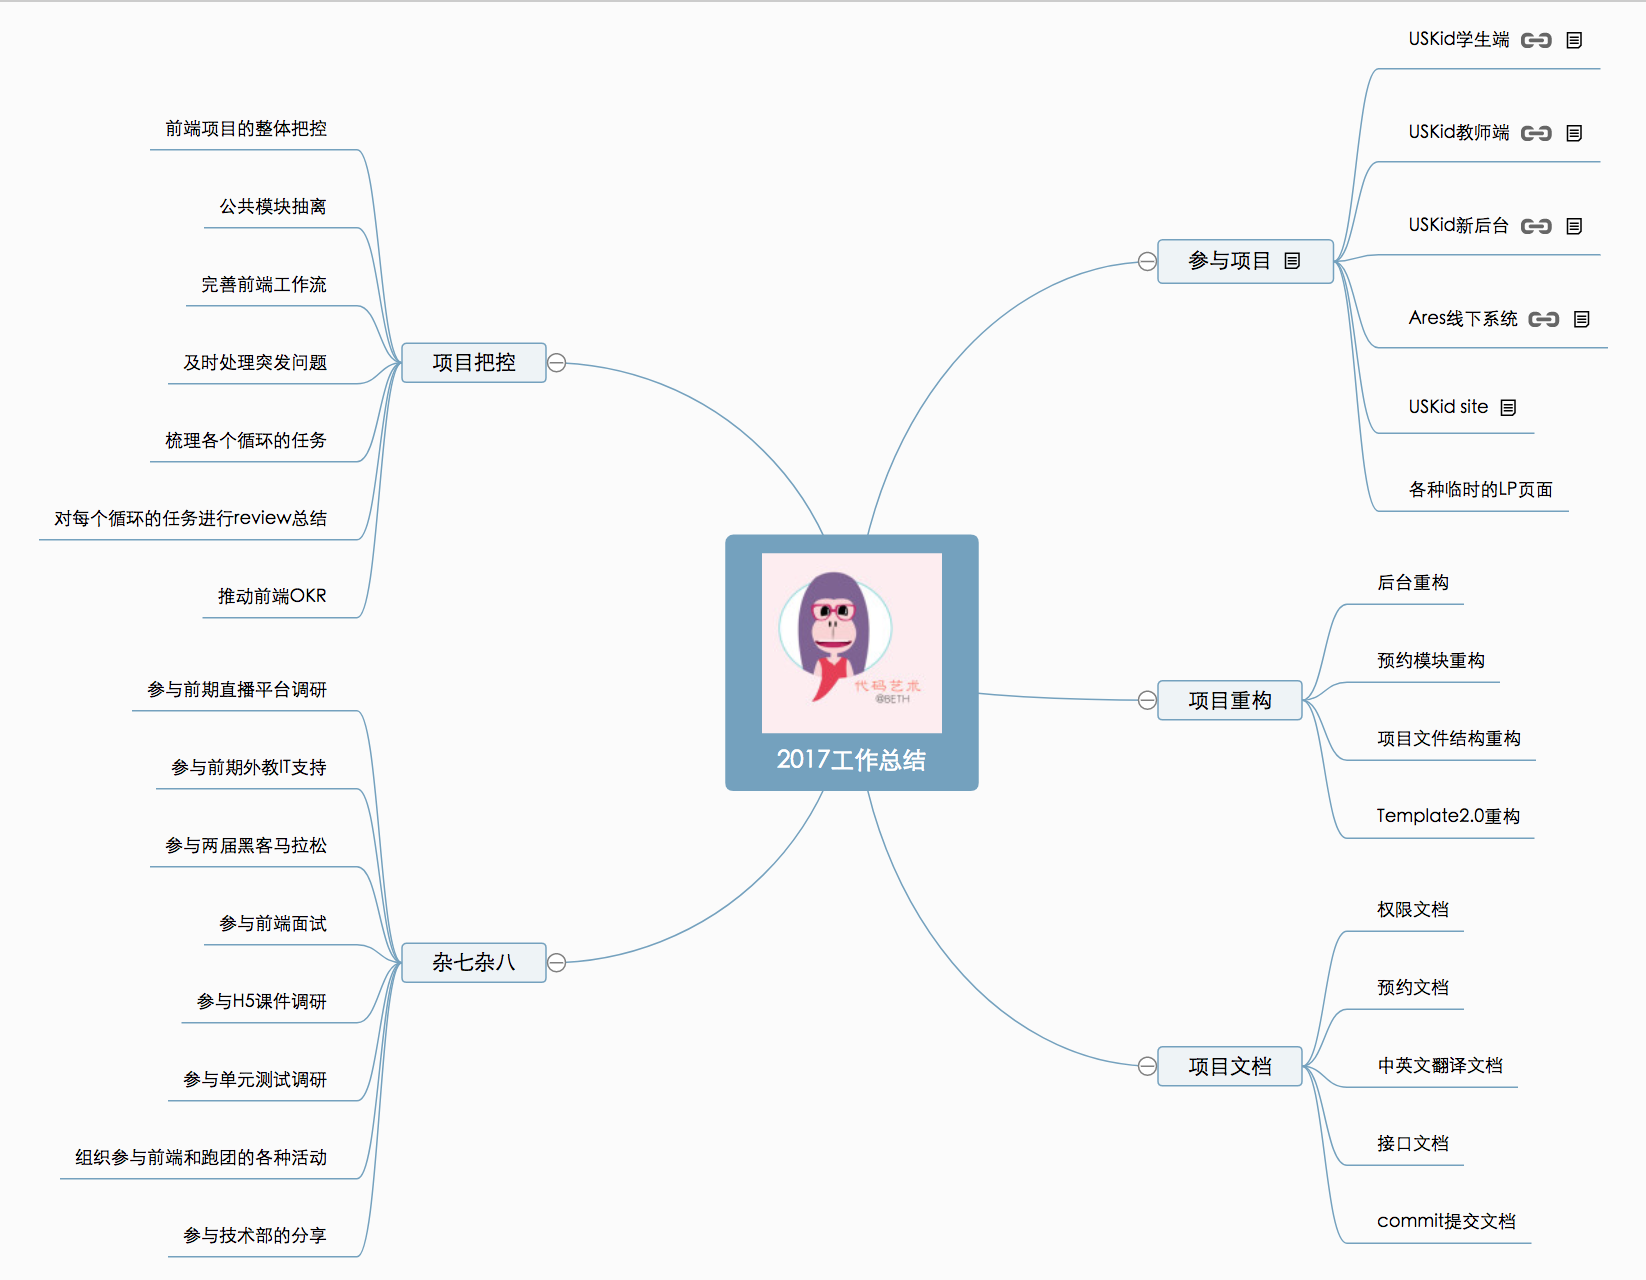 2017工作总结
代码艺术
@BETH
参与项目
USKid学生端
USKid教师端
USKid新后台
Ares线下系统
USKid site
各种临时的LP页面
项目重构
后台重构
预约模块重构
项目文件结构重构
Template2.0重构
项目文档
权限文档
预约文档
中英文翻译文档
接口文档
commit提交文档
项目把控
前端项目的整体把控
公共模块抽离
完善前端工作流
及时处理突发问题
梳理各个循环的任务
对每个循环的任务进行review总结
推动前端OKR
杂七杂八
参与前期直播平台调研
参与前期外教IT支持
参与两届黑客马拉松
参与前端面试
参与H5课件调研
参与单元测试调研
组织参与前端和跑团的各种活动
参与技术部的分享